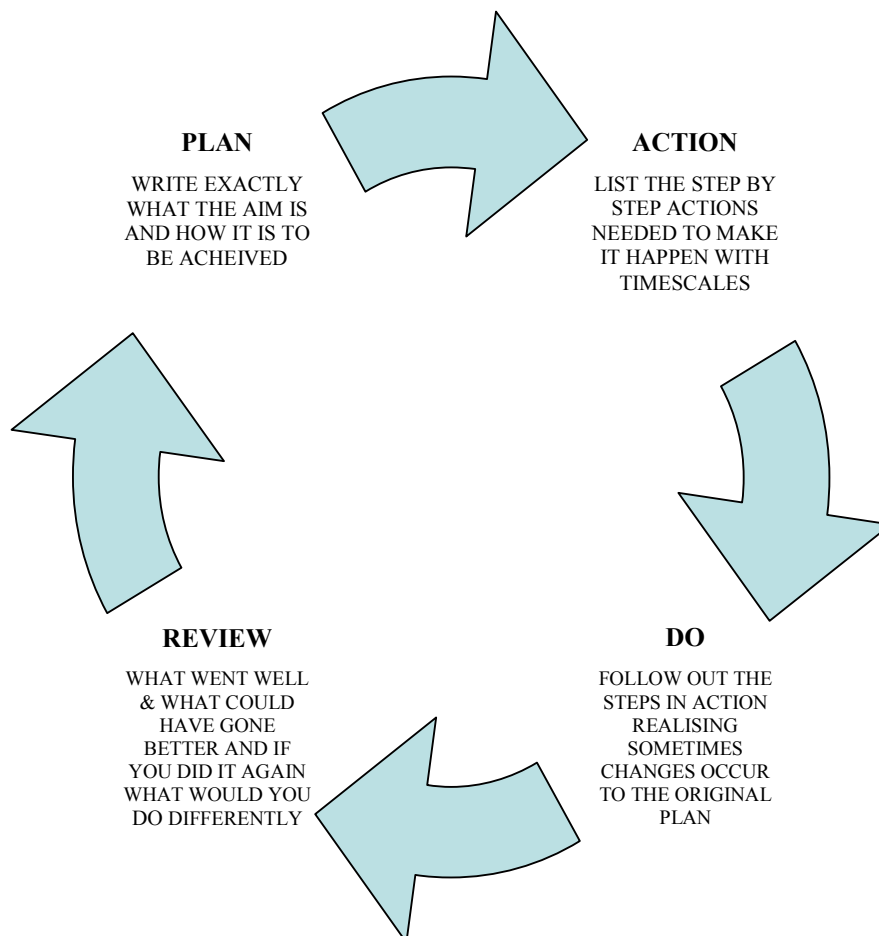 PLAN
WRITE EXACTLY
WHAT THE AIM IS
AND HOW IT IS TO
BE ACHEIVED
ACTION
LIST THE STEP BY
STEP ACTIONS
NEEDED TO MAKE
IT HAPPEN WITH
TIMESCALES
DO
FOLLOW OUT THE
STEPS IN ACTION
REALISING
SOMETIMES
CHANGES OCCUR
TO THE ORIGINAL
PLAN
REVIEW
WHAT WENT WELL
& WHAT COULD
HAVE GONE
BETTER AND IF
YOU DID IT AGAIN
WHAT WOULD YOU
DO DIFFERENTLY